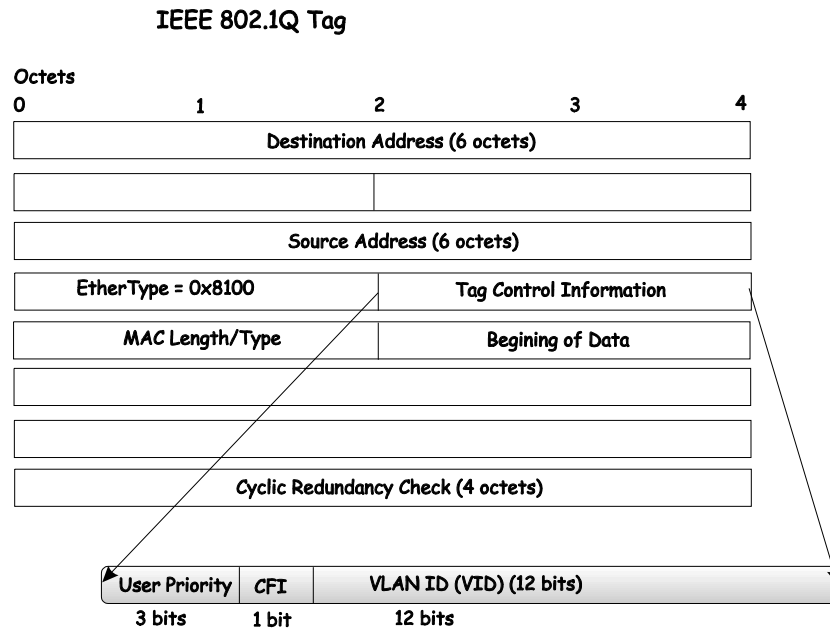 IEEE 802.1Q Tag
Octets
0 1 2 3 4
Destination Address (6 octets)
Source Address (6 octets)
EtherType = 0x8100 Tag Control Information
MAC Length/Type Begining of Data
Cyclic Redundancy Check (4 octets)
User Priority CFI VLAN ID (VID) (12 bits)
3 bits 1 bit 12 bits